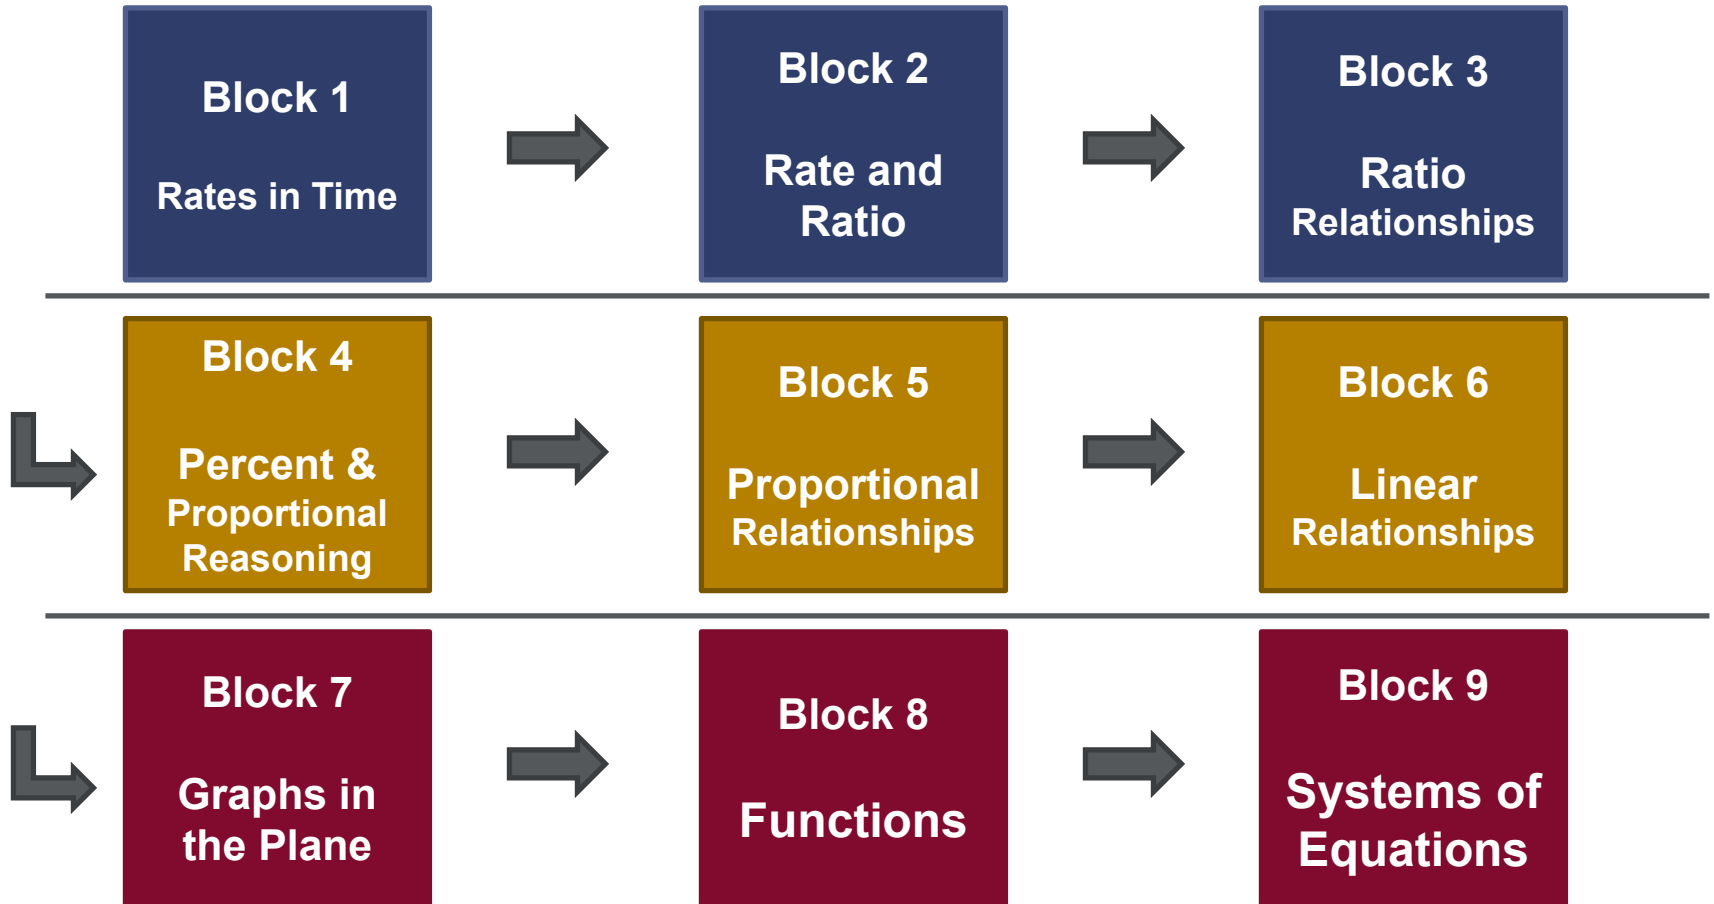 Block 1
Rates in Time
Block 2
Rate and
Ratio
Block 3
Ratio
Relationships
Block 4
Percent &
Proportional
Reasoning
Block 5
Proportional
Relationships
Block 6
Linear
Relationships
Block 7
Graphs in
the Plane
Block 8
Functions
Block 9
Systems of
Equations